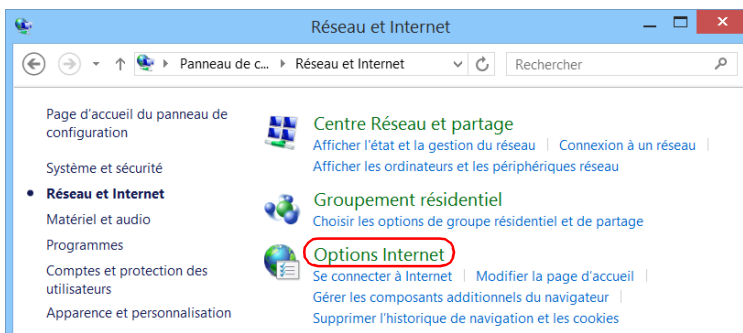 Réseau et Internet
Panneau de c... Réseau et Internet Rechercher
Page d'accueil du panneau de
configuration
Système et sécurité
Réseau et Internet
Matériel et audio
Programmes
Comptes et protection des
utilisateurs
Apparence et personnalisation
Centre Réseau et partage
Afficher l'état et la gestion du réseau Connexion à un réseau
Afficher les ordinateurs et les périphériques réseau
Groupement résidentiel
Choisir les options de groupe résidentiel et de partage
Options Internet
Se connecter à Internet Modifier la page d'accueil
Gérer les composants additionnels du navigateur
Supprimer l'historique de navigation et les cookies